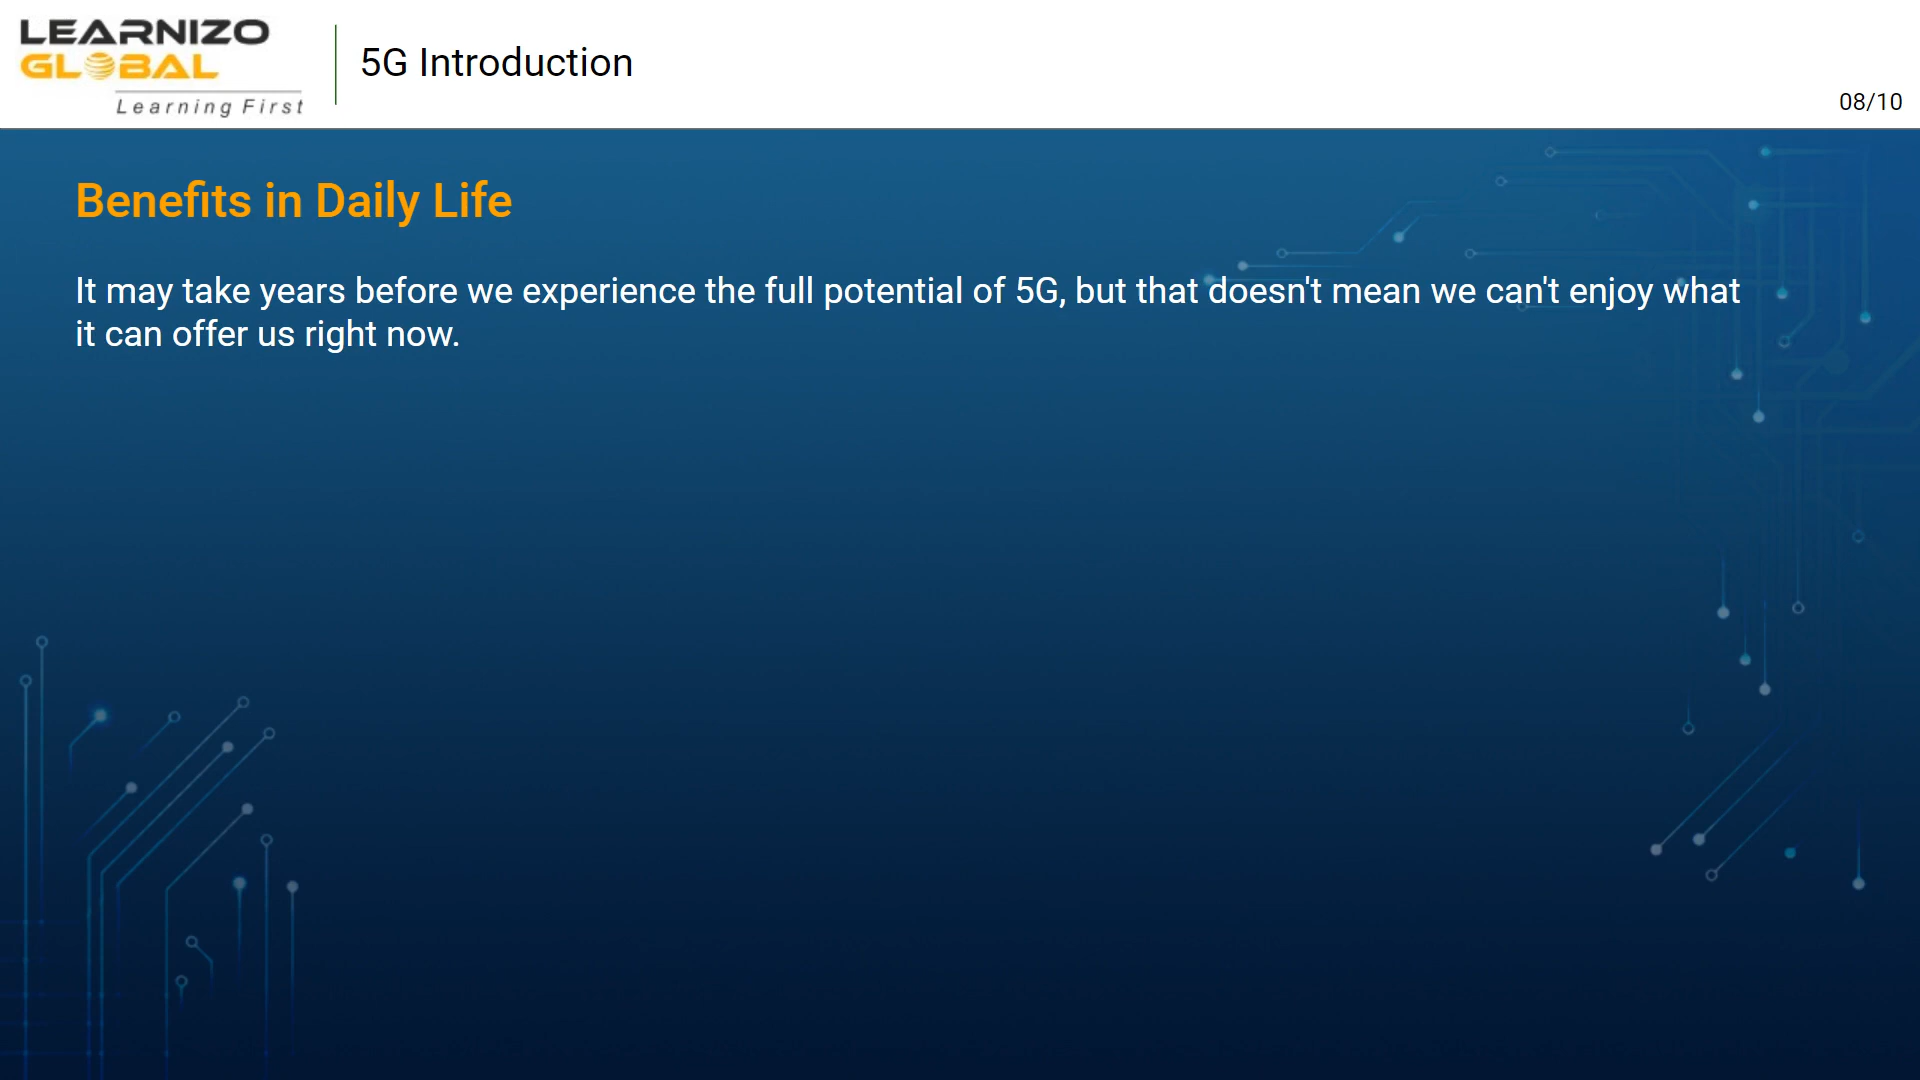 LEARNIZO
GLOBAL
Learning First
5G Introduction
08/10
Benefits in Daily Life
It may take years before we experience the full potential of 5G, but that doesn't mean we can't enjoy what
it can offer us right now.